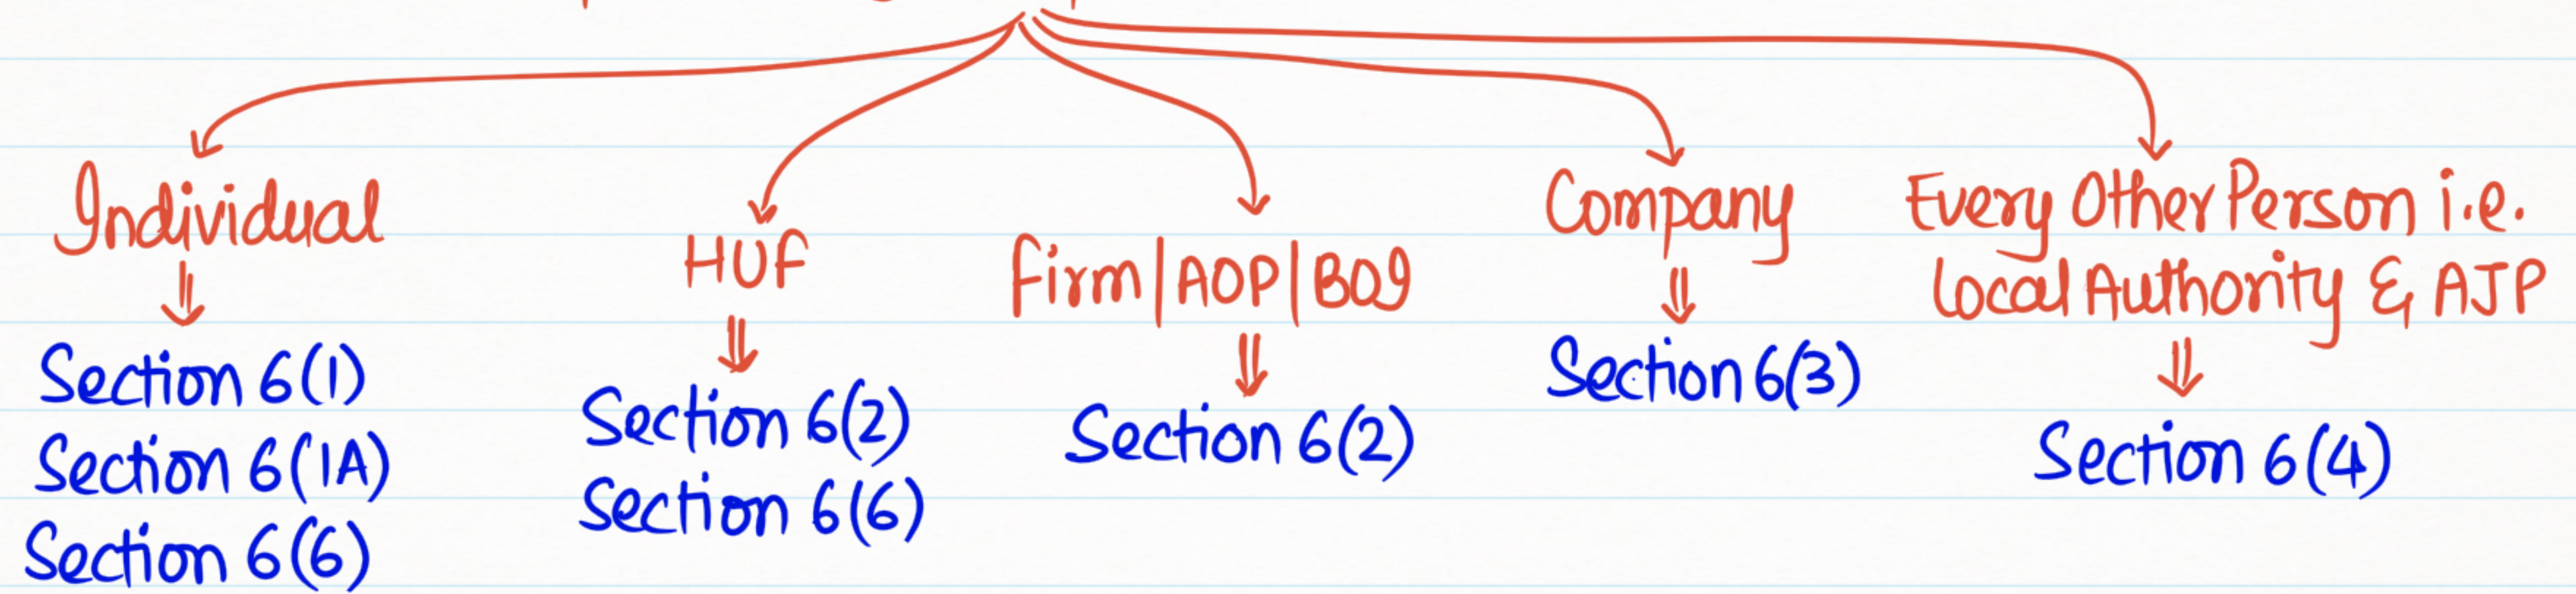 Individual
Section 6(1)
Section 6(1A)
Section 6(6)
HUF
Section 6(2)
Section 6(6)
Firm|AOP|BOI
Section 6(2)
Company
Section 6(3)
Every Other Person i.e.
Local Authority & AJP
Section 6(4)